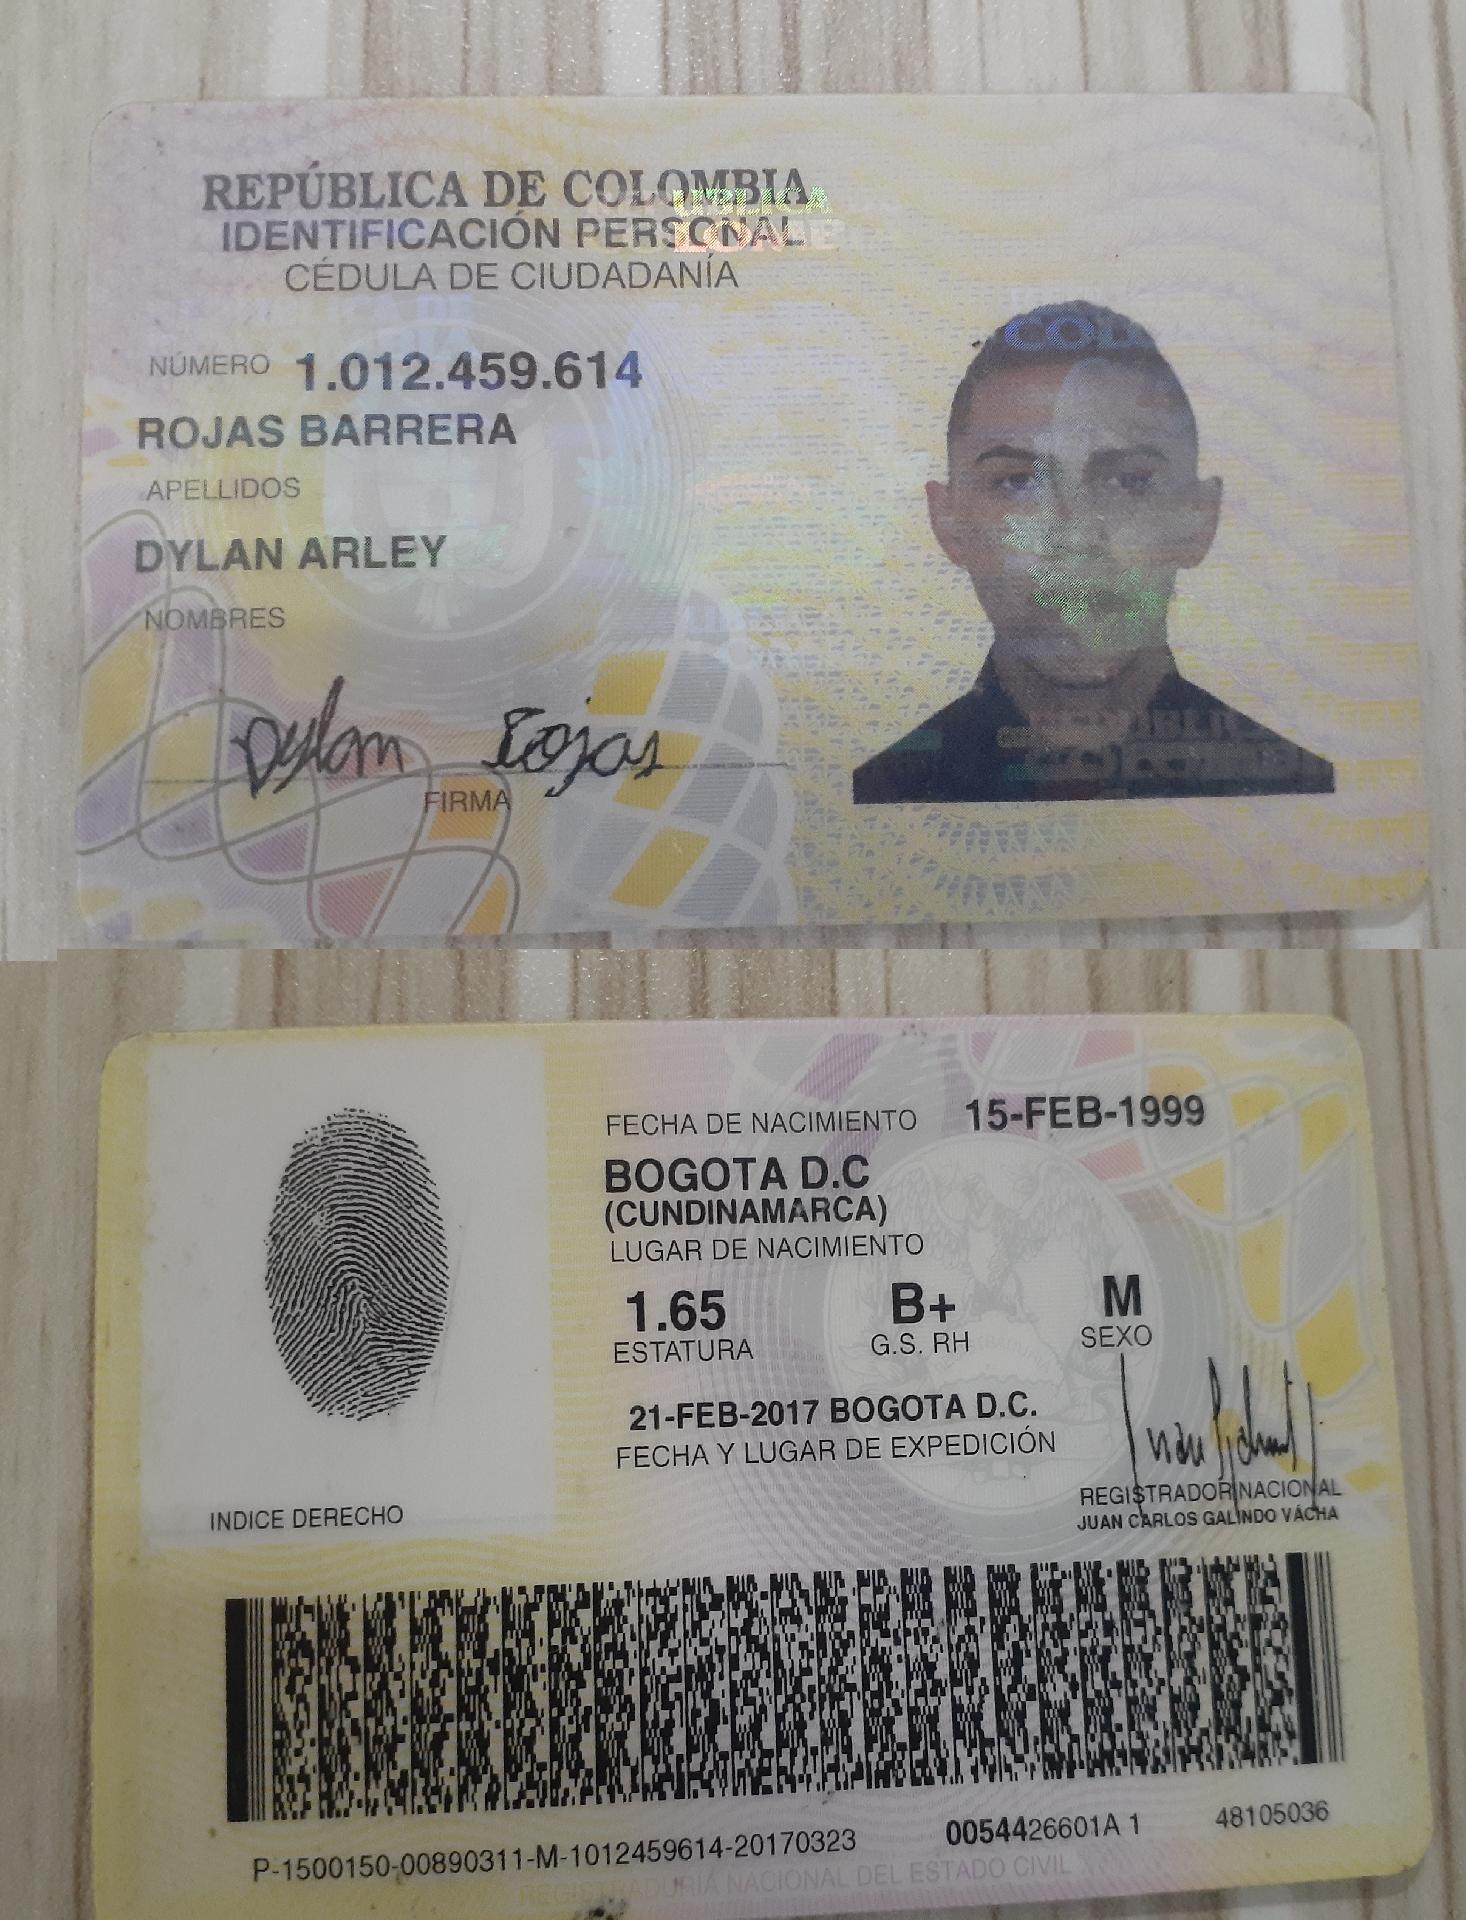 REPÚBLICA DE COLOMBIA
IDENTIFICACIÓN PERSONAL
CÉDULA DE CIUDADANÍA
NÚMERO 1.012.459.614
ROJAS BARRERA
APELLIDOS
DYLAN ARLEY
NOMBRES
Dylan Rojas
FIRMA
FECHA DE NACIMIENTO 15-FEB-1999
BOGOTA D.C
(CUNDINAMARCA)
LUGAR DE NACIMIENTO
1.65 B+ M
ESTATURA G.S. RH SEXO
21-FEB-2017 BOGOTA D.C.
FECHA Y LUGAR DE EXPEDICIÓN
INDICE DERECHO
REGISTRADOR NACIONAL
JUAN CARLOS GALINDO VÁCHA
P-1500150-00890311-M-1012459614-20170323 0054426601A 1 48105036
REGISTRADURIA NACIONAL DEL ESTADO CIVIL